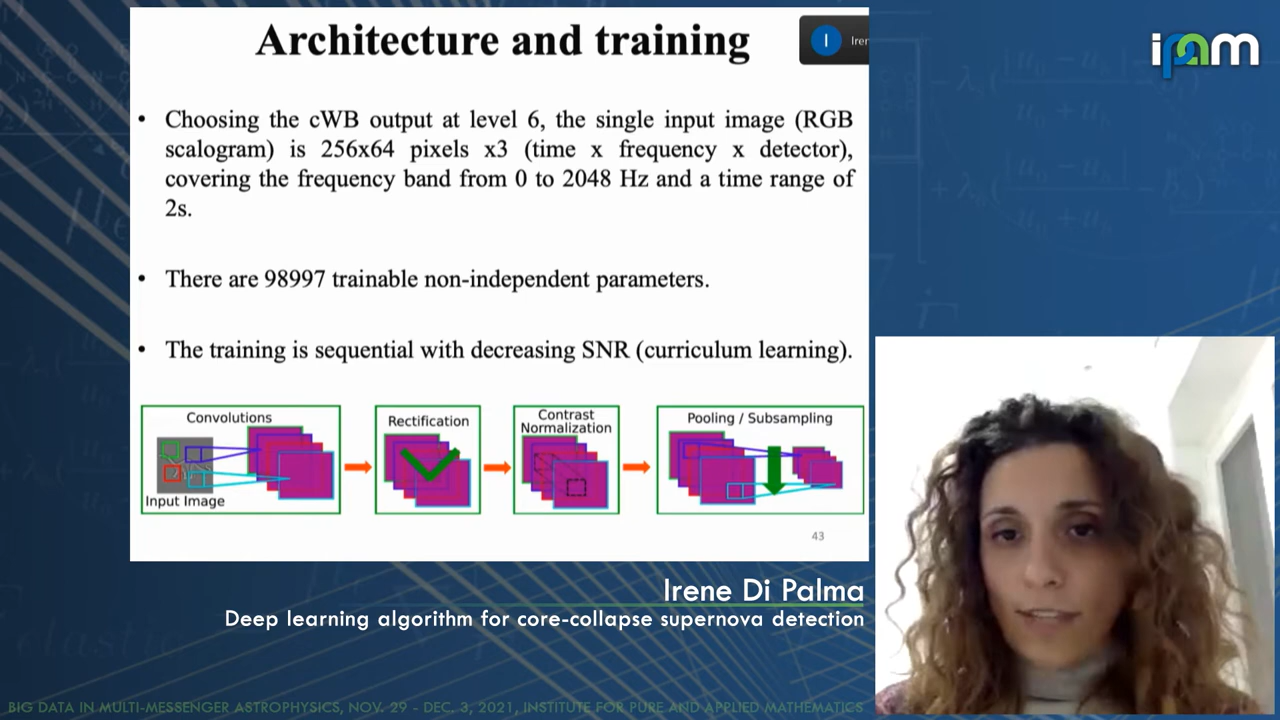 Architecture and training
I Iren
ipam
• Choosing the cWB output at level 6, the single input image (RGB
scalogram) is 256x64 pixels x3 (time x frequency x detector),
covering the frequency band from 0 to 2048 Hz and a time range of
2s.
• There are 98997 trainable non-independent parameters.
• The training is sequential with decreasing SNR (curriculum learning).
Convolutions
Input Image
Rectification
Contrast
Normalization
Pooling / Subsampling
43
Irene Di Palma
Deep learning algorithm for core-collapse supernova detection
BIG DATA IN MULTI-MESSENGER ASTROPHYSICS, NOV. 29 - DEC. 3, 2021, INSTITUTE FOR PURE AND APPLIED MATHEMATICS